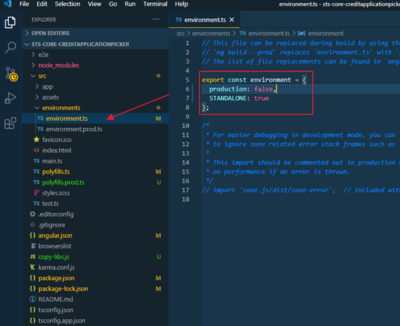 File Edit Selection View Go Run Terminal Help
environment.ts - sts-core-creditapplicationpicker
EXPLORER
OPEN EDITORS
STS-CORE-CREDITAPPLICATIONPICKER
e2e
node_modules
src
app
assets
environments
TS environment.ts M
TS environment.prod.ts
favicon.ico
index.html
TS main.ts
TS polyfills.ts M
TS polyfills.prod.ts U
styles.scss
TS test.ts
.editorconfig
.gitignore
angular.json M
browserslist
copy-libs.js U
karma.conf.js
package.json M
package-lock.json M
README.md
tsconfig.json
tsconfig.app.json
TS environment.ts M ×
src > environments > TS environment.ts > ...
1 // This file can be replaced during build by using the
2 // `ng build --prod` replaces `environment.ts` with `
3 // The list of file replacements can be found in `ang
4
5 export const environment = {
6 production: false,
7 STANDALONE: true
8 };
9
10 /*
11 * For easier debugging in development mode, you can
12 * to ignore zone related error stack frames such as
13 *
14 * This import should be commented out in production
15 * on performance if an error is thrown.
16 */
17 // import 'zone.js/dist/zone-error'; // Included wit
18